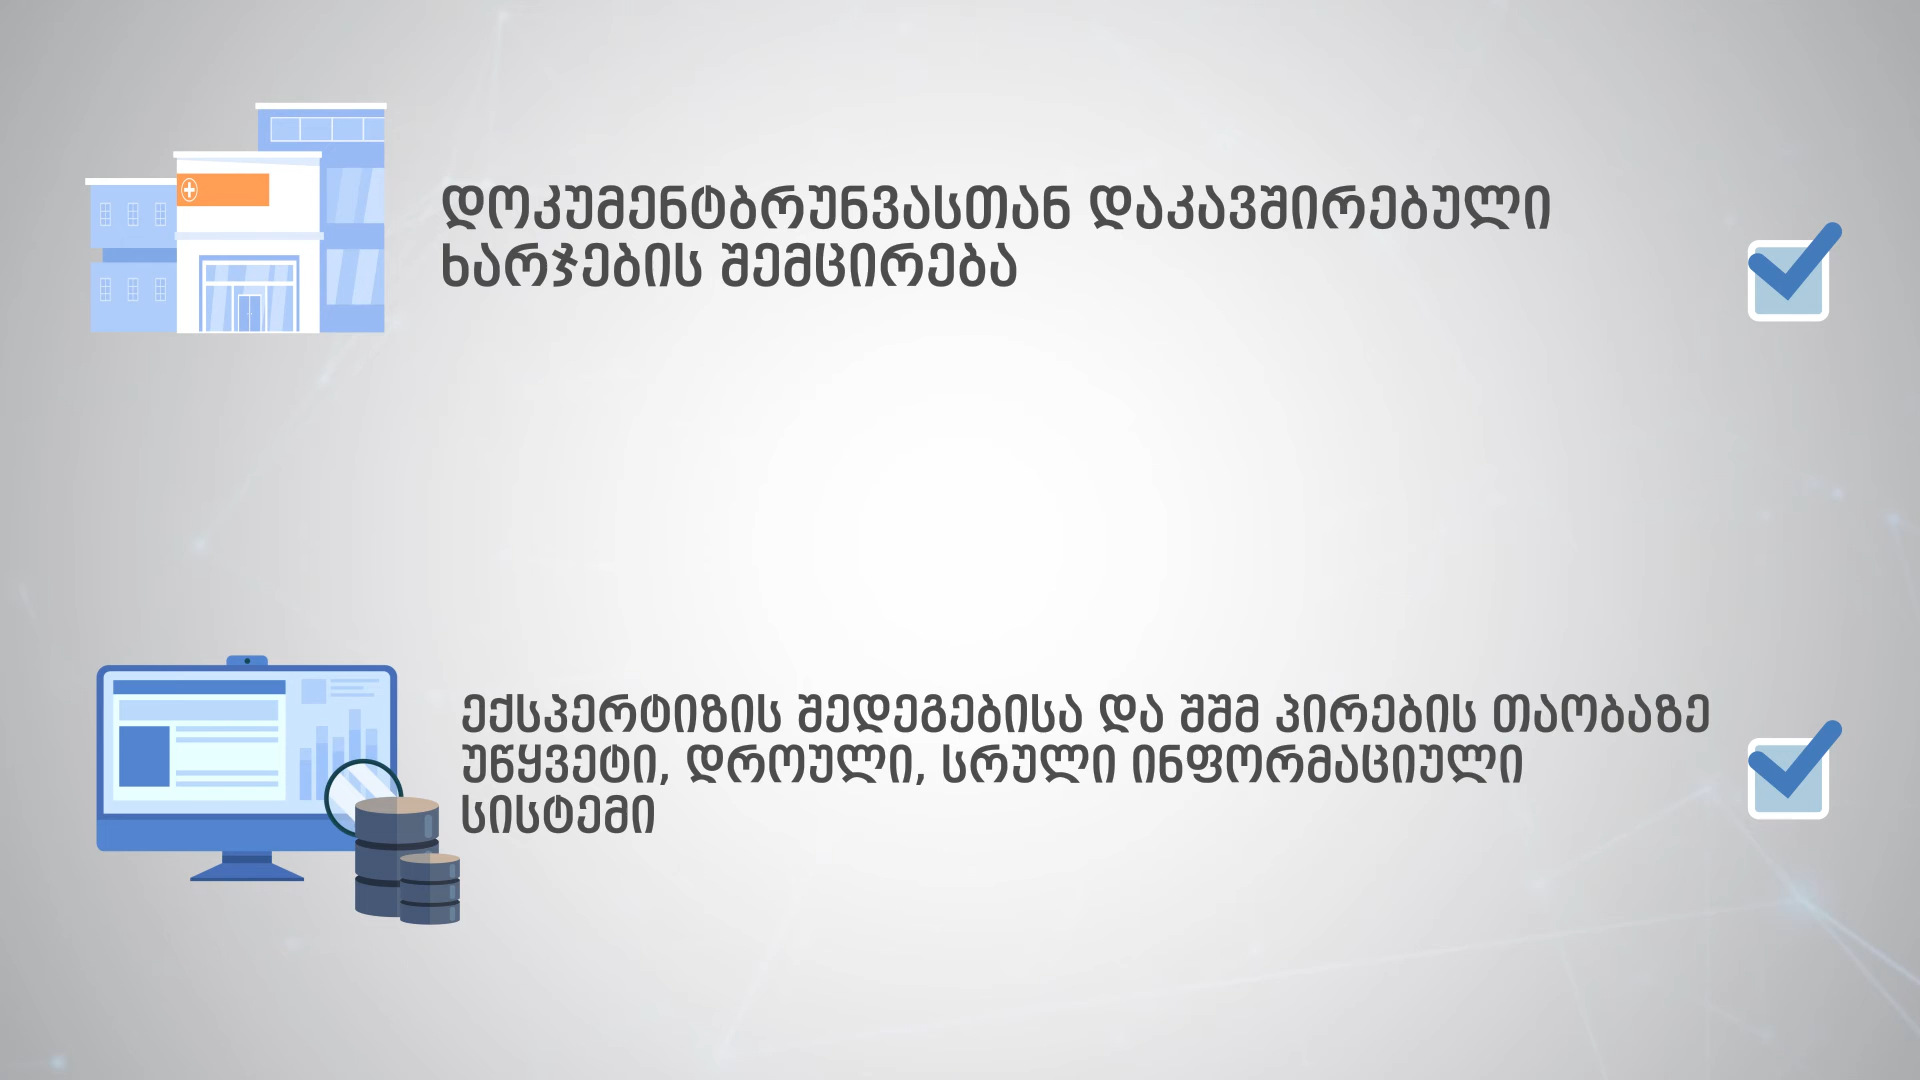 დოკუმენტბრუნვასთან დაკავშირებული
ხარჯების შემცირება
ექსპერტიზის შედეგებისა და შშმ პირების თაობაზე
უწყვეტი, დროული, სრული ინფორმაციული
სისტემი